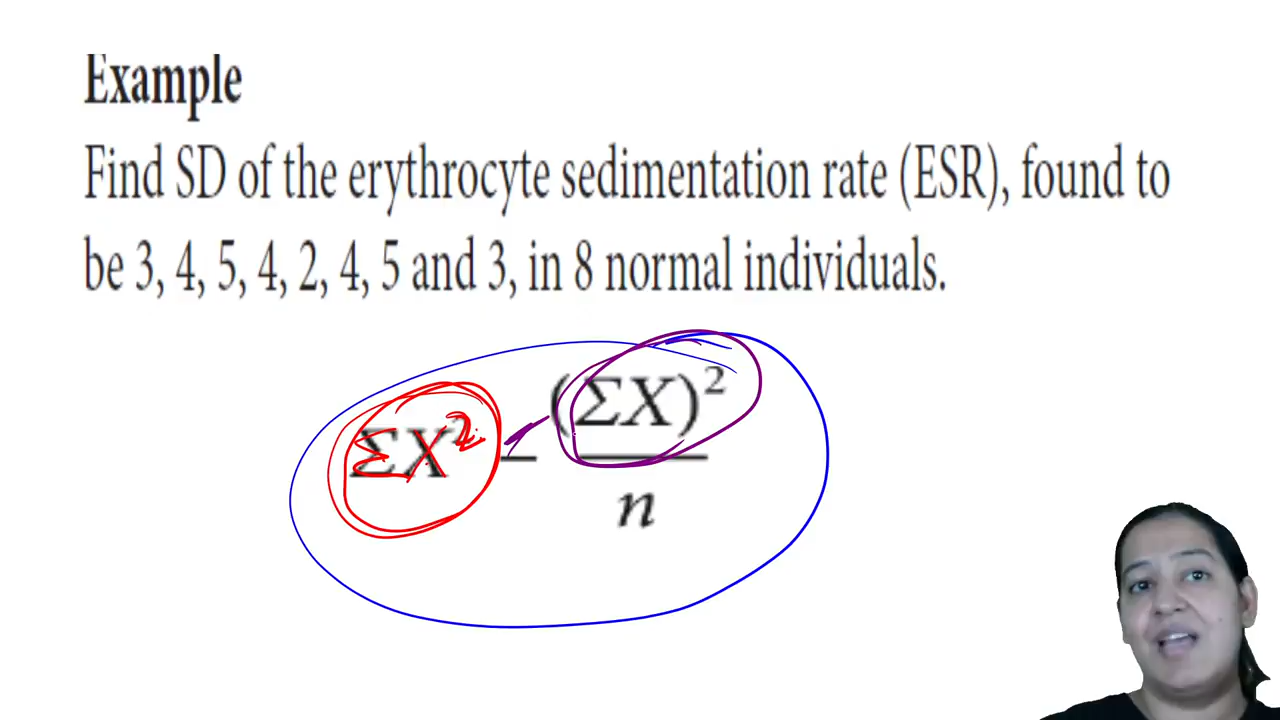 Example
Find SD of the erythrocyte sedimentation rate (ESR), found to
be 3, 4, 5, 4, 2, 4, 5 and 3, in 8 normal individuals.
ΣX² − (ΣX)²
n